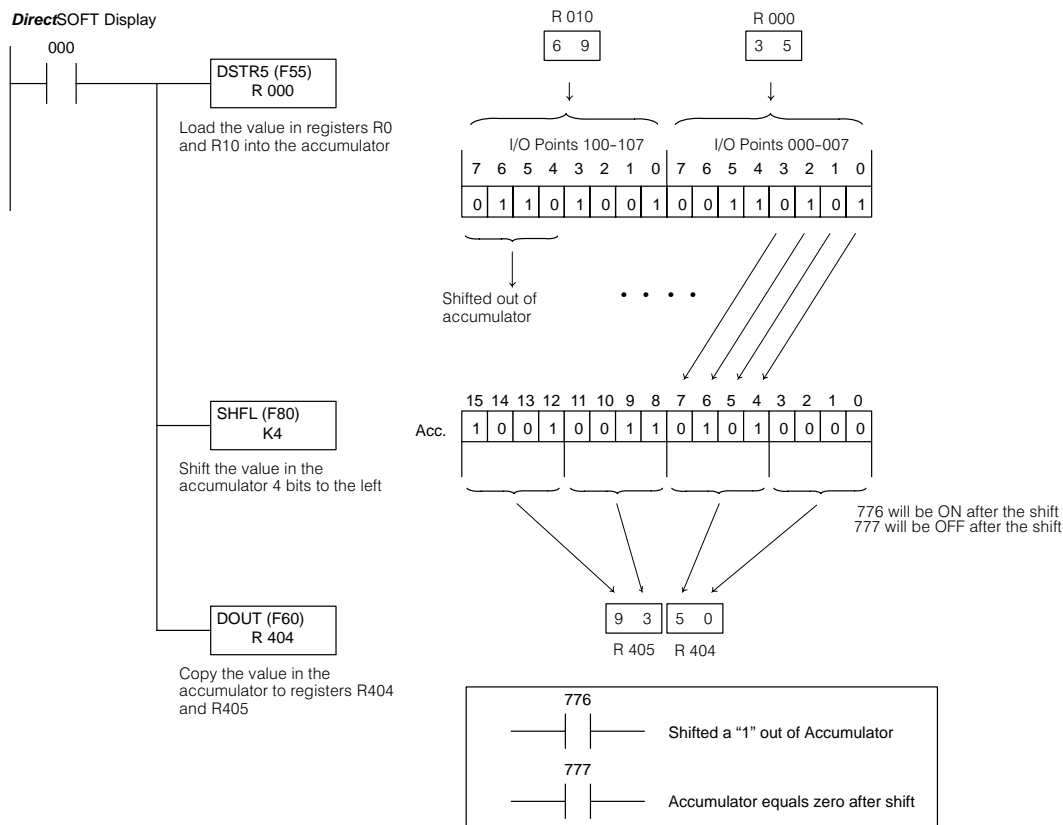 DirectSOFT Display
000
DSTR5 (F55)
R 000
Load the value in registers R0
and R10 into the accumulator
R 010
R 000
6 9
3 5
I/O Points 100-107
I/O Points 000-007
7 6 5 4 3 2 1 0 7 6 5 4 3 2 1 0
0 1 1 0 1 0 0 1 0 0 1 1 0 1 0 1
Shifted out of
accumulator
SHFL (F80)
K4
Shift the value in the
accumulator 4 bits to the left
15 14 13 12 11 10 9 8 7 6 5 4 3 2 1 0
Acc. 1 0 0 1 0 0 1 1 0 1 0 1 0 0 0 0
776 will be ON after the shift
777 will be OFF after the shift
DOUT (F60)
R 404
Copy the value in the
accumulator to registers R404
and R405
9 3 5 0
R 405 R 404
776
Shifted a “1” out of Accumulator
777
Accumulator equals zero after shift